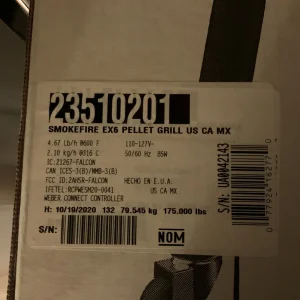 23510201
SMOKEFIRE EX6 PELLET GRILL US CA MX
4.67 Lb/h @600 F 110-127V~
2.10 kg/h @316 C 50/60 Hz 85W
IC:21267-FALCON
CAN ICES-3(B)/NMB-3(B)
FCC ID:2AHSR-FALCON HECHO EN E.U.A.
IFETEL:RCPWESM20-0041 US CA MX
WEBER CONNECT CONTROLLER
H: 10/19/2020 132 79.545 kg 175.000 lbs
S/N:
NOM
S/N: UA0042143